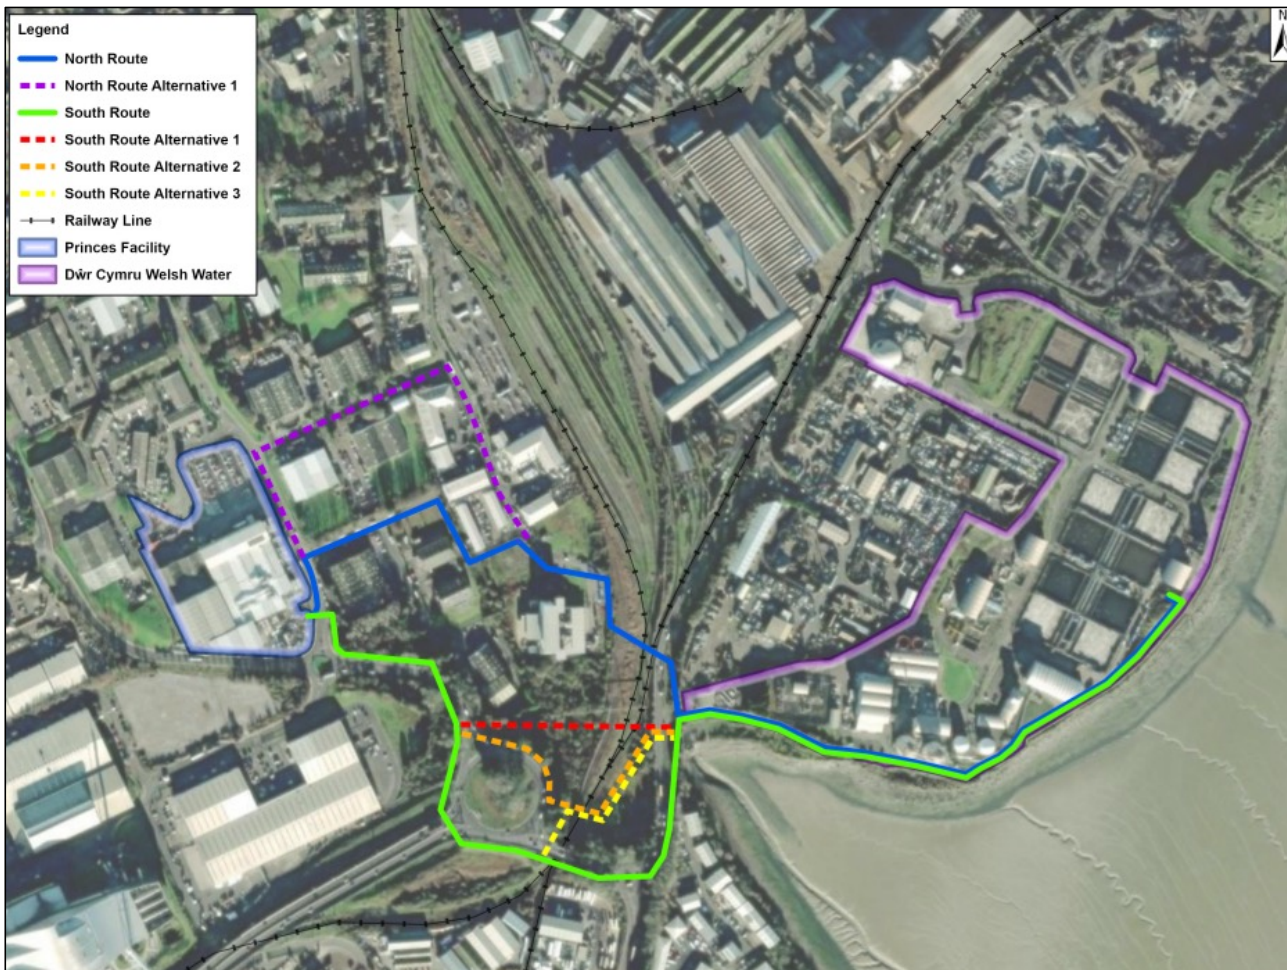 Legend
North Route
North Route Alternative 1
South Route
South Route Alternative 1
South Route Alternative 2
South Route Alternative 3
Railway Line
Princes Facility
Dŵr Cymru Welsh Water
N